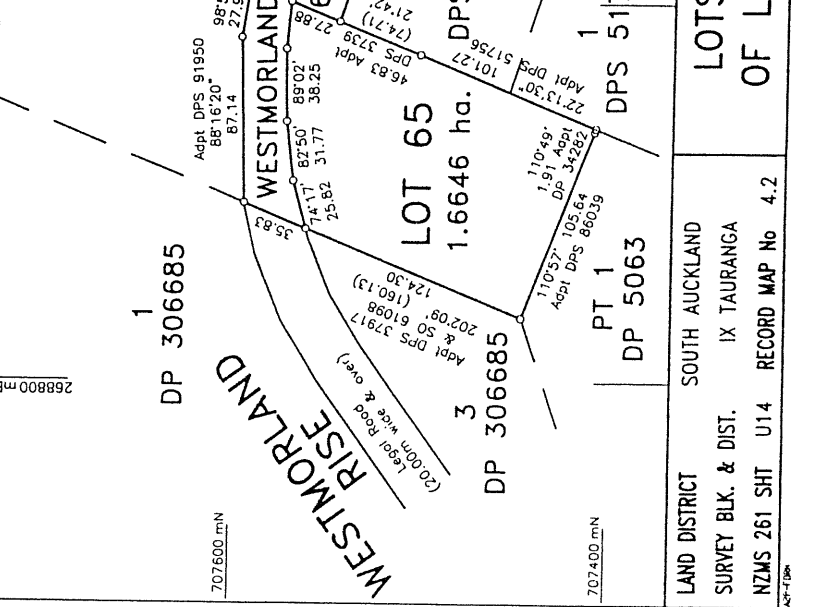 1
DP 306685
268800 mE
WESTMORLAND
RISE
Legal Road
(20.00m wide & over)
707600 mN
Adpt DPS 91950
88°16'20"
87.14
WESTMORLAND
27.88
89°02'
38.25
82°50'
31.77
74°17'
25.82
35.83
LOT 65
1.6646 ha.
(74.71)
DPS 3739
46.83 Adpt
101.27
Adpt DPS 51756
22°13'30"
DPS
1
DPS 51
110°49'
1.91 Adpt
DP 34282
110°57' 105.64
Adpt DPS 86039
124.30
(160.13)
202°09'
& SO 61098
Adpt DPS 37917
3
DP 306685
PT 1
DP 5063
707400 mN
LOTS
OF L
LAND DISTRICT SOUTH AUCKLAND
SURVEY BLK. & DIST. IX TAURANGA
NZMS 261 SHT U14 RECORD MAP No 4.2